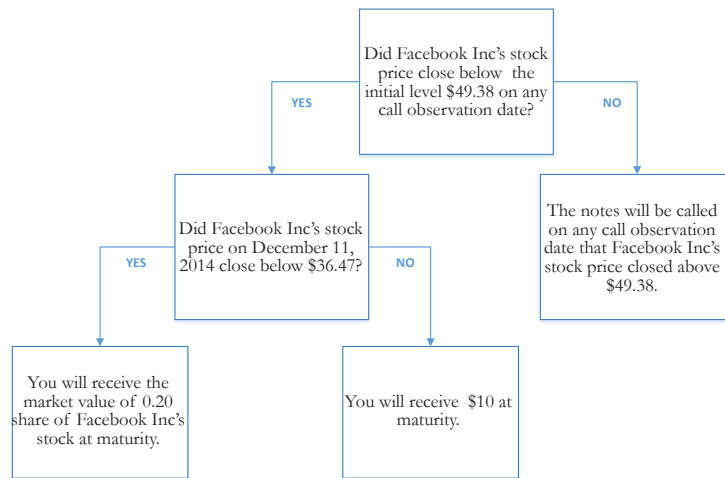 Did Facebook Inc's stock
price close below the
initial level $49.38 on any
call observation date?
YES
NO
Did Facebook Inc's stock
price on December 11,
2014 close below $36.47?
The notes will be called
on any call observation
date that Facebook Inc's
stock price closed above
$49.38.
YES
NO
You will receive the
market value of 0.20
share of Facebook Inc's
stock at maturity.
You will receive $10 at
maturity.